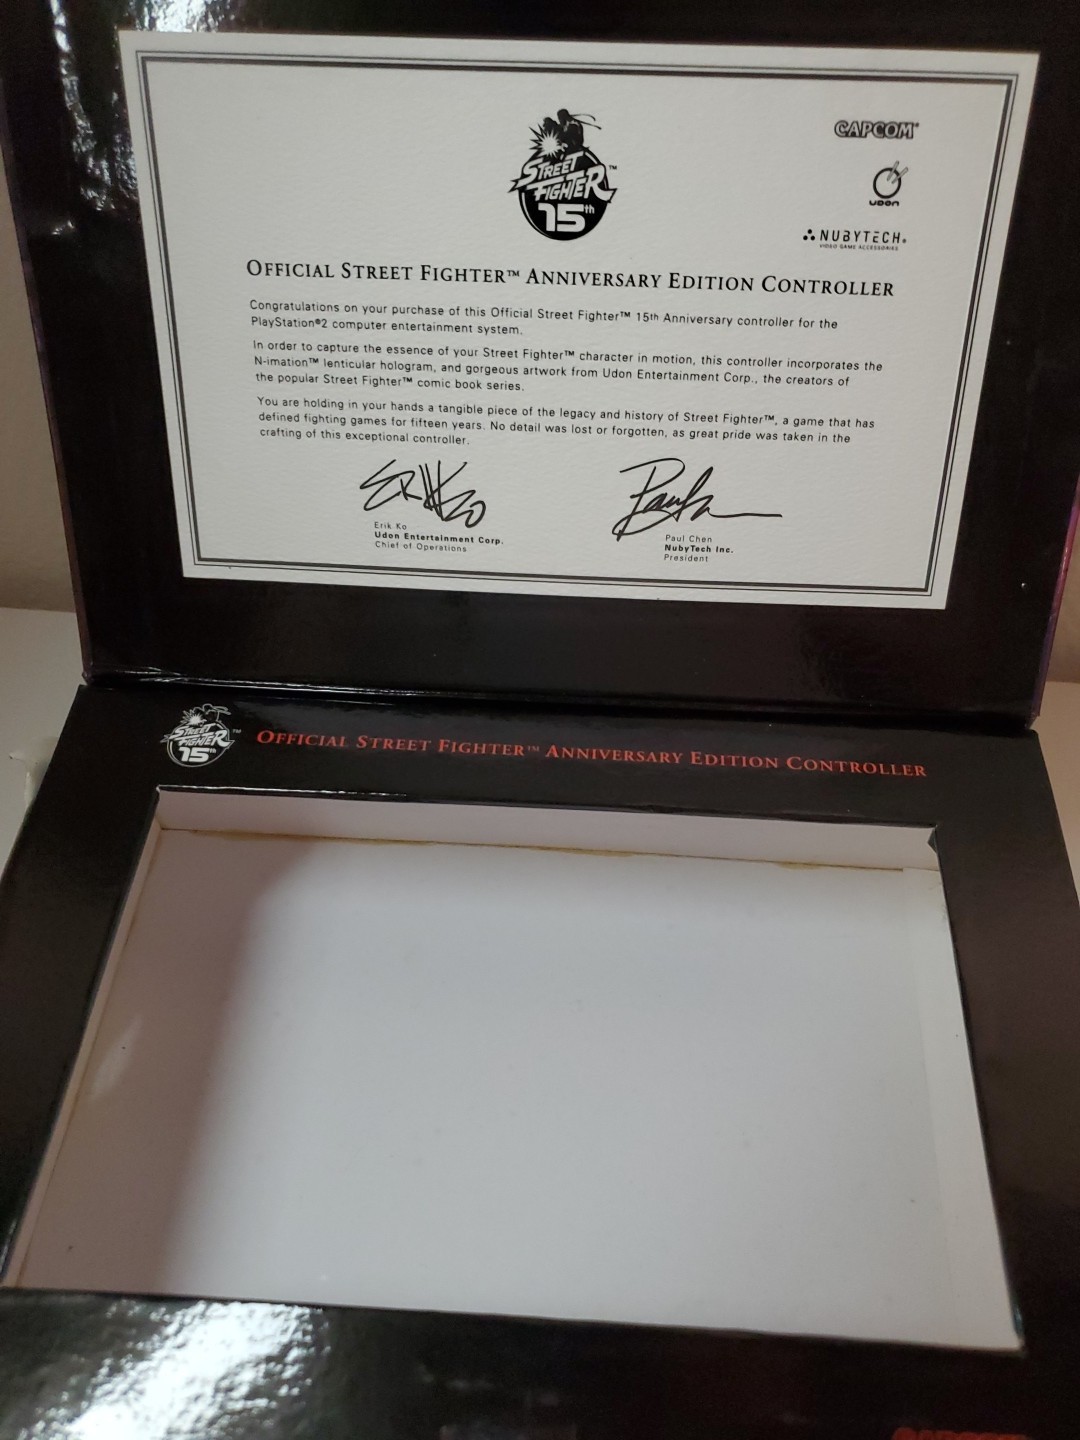 STREET
FIGHTER™
15th
CAPCOM®
UDON
NUBYTECH®
VIDEO GAME ACCESSORIES
OFFICIAL STREET FIGHTER™ ANNIVERSARY EDITION CONTROLLER
Congratulations on your purchase of this Official Street Fighter™ 15th Anniversary controller for the
PlayStation®2 computer entertainment system.
In order to capture the essence of your Street Fighter™ character in motion, this controller incorporates the
N-imation™ lenticular hologram, and gorgeous artwork from Udon Entertainment Corp., the creators of
the popular Street Fighter™ comic book series.
You are holding in your hands a tangible piece of the legacy and history of Street Fighter™, a game that has
defined fighting games for fifteen years. No detail was lost or forgotten, as great pride was taken in the
crafting of this exceptional controller.
Erik Ko
Udon Entertainment Corp.
Chief of Operations
Paul Chen
NubyTech Inc.
President
STREET
FIGHTER™
15th
OFFICIAL STREET FIGHTER™ ANNIVERSARY EDITION CONTROLLER